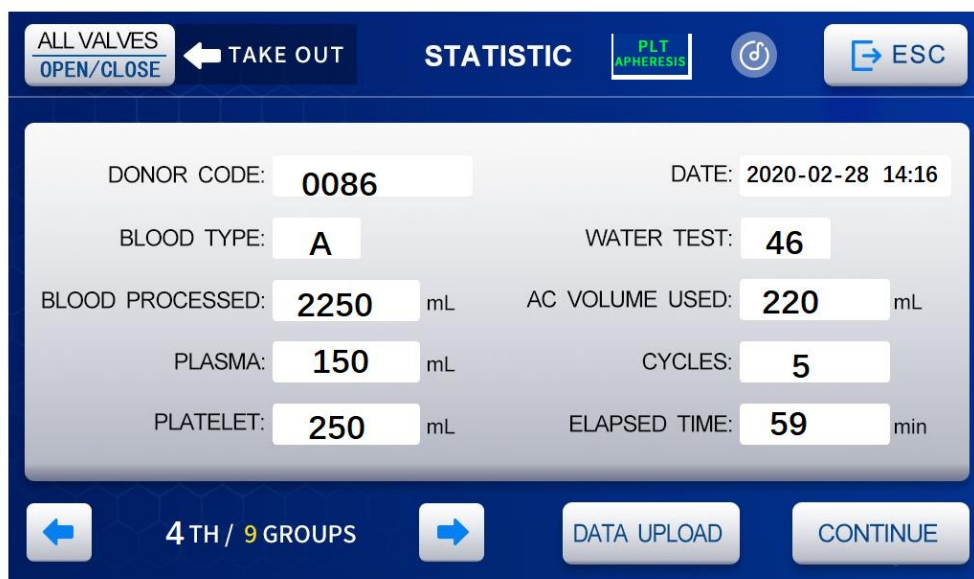 ALL VALVES
OPEN/CLOSE
TAKE OUT
STATISTIC
PLT
APHERESIS
ESC
DONOR CODE: 0086
DATE: 2020-02-28 14:16
BLOOD TYPE: A
WATER TEST: 46
BLOOD PROCESSED: 2250 mL
AC VOLUME USED: 220 mL
PLASMA: 150 mL
CYCLES: 5
PLATELET: 250 mL
ELAPSED TIME: 59 min
4 TH / 9 GROUPS
DATA UPLOAD
CONTINUE